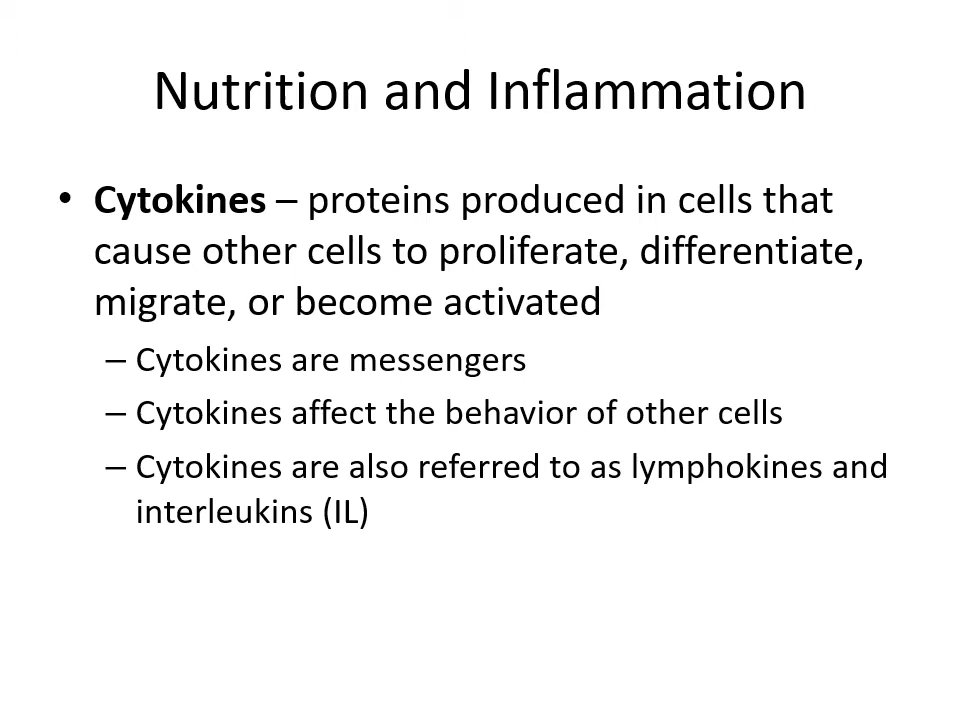 Nutrition and Inflammation
• Cytokines – proteins produced in cells that
cause other cells to proliferate, differentiate,
migrate, or become activated
– Cytokines are messengers
– Cytokines affect the behavior of other cells
– Cytokines are also referred to as lymphokines and
interleukins (IL)